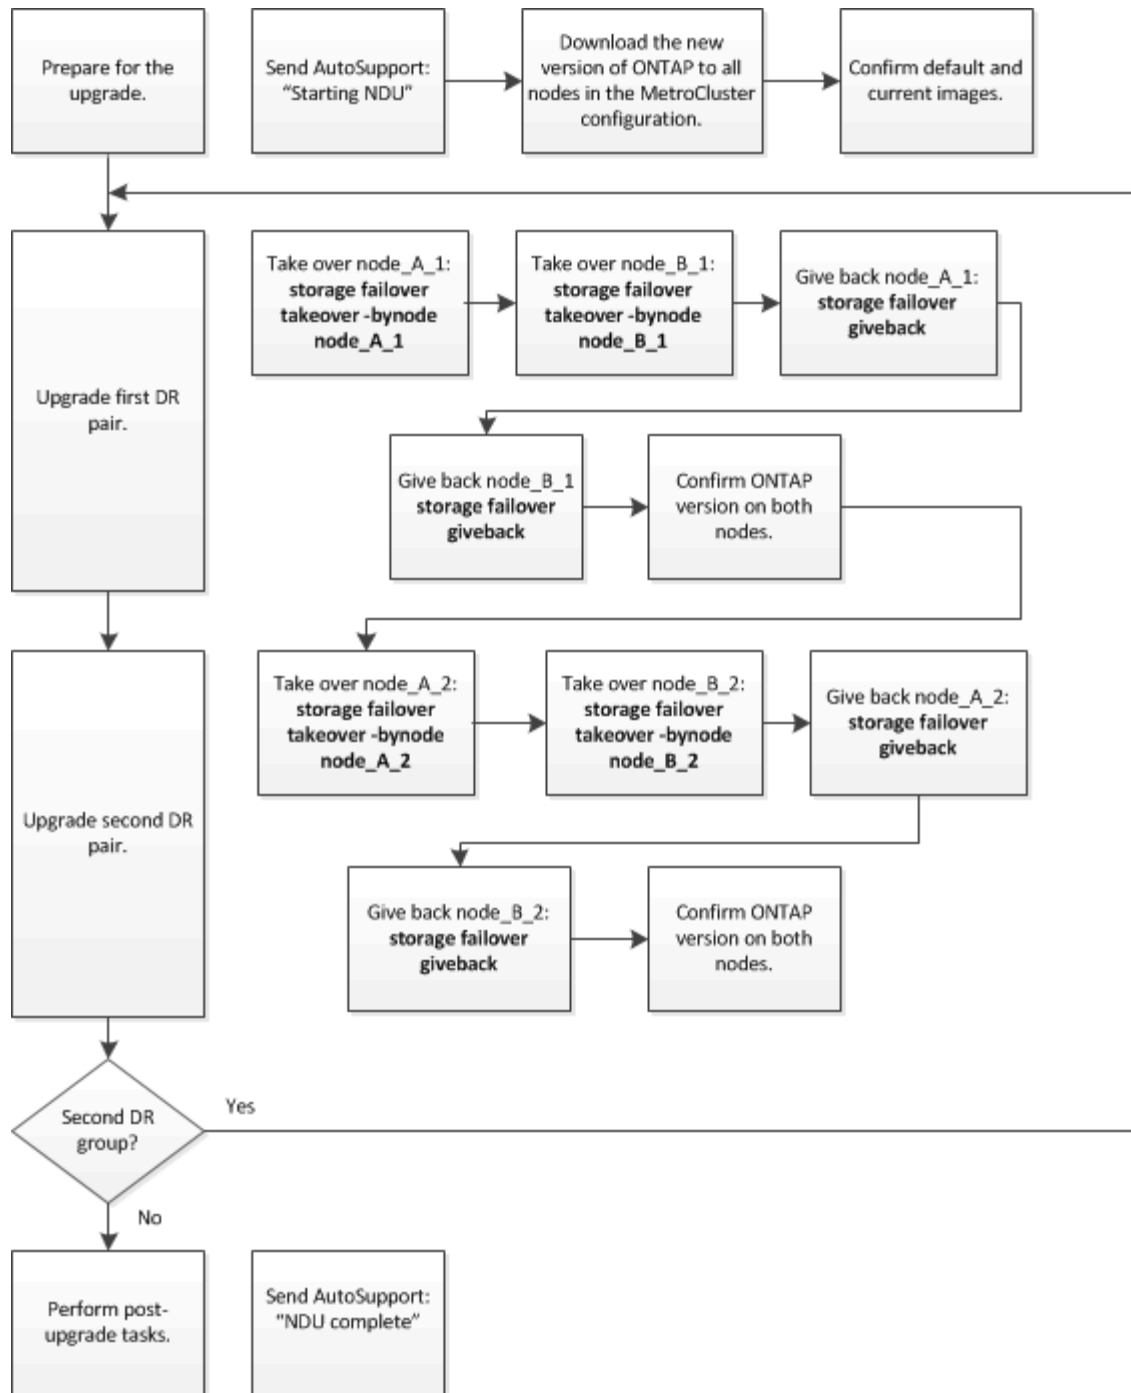 Prepare for the
upgrade.
Send AutoSupport:
“Starting NDU”
Download the new
version of ONTAP to all
nodes in the MetroCluster
configuration.
Confirm default and
current images.
Upgrade first DR
pair.
Take over node_A_1:
storage failover
takeover -bynode
node_A_1
Take over node_B_1:
storage failover
takeover -bynode
node_B_1
Give back node_A_1:
storage failover
giveback
Give back node_B_1
storage failover
giveback
Confirm ONTAP
version on both
nodes.
Upgrade second DR
pair.
Take over node_A_2:
storage failover
takeover -bynode
node_A_2
Take over node_B_2:
storage failover
takeover -bynode
node_B_2
Give back node_A_2:
storage failover
giveback
Give back node_B_2:
storage failover
giveback
Confirm ONTAP
version on both
nodes.
Second DR
group?
Yes
No
Perform post-
upgrade tasks.
Send AutoSupport:
“NDU complete”